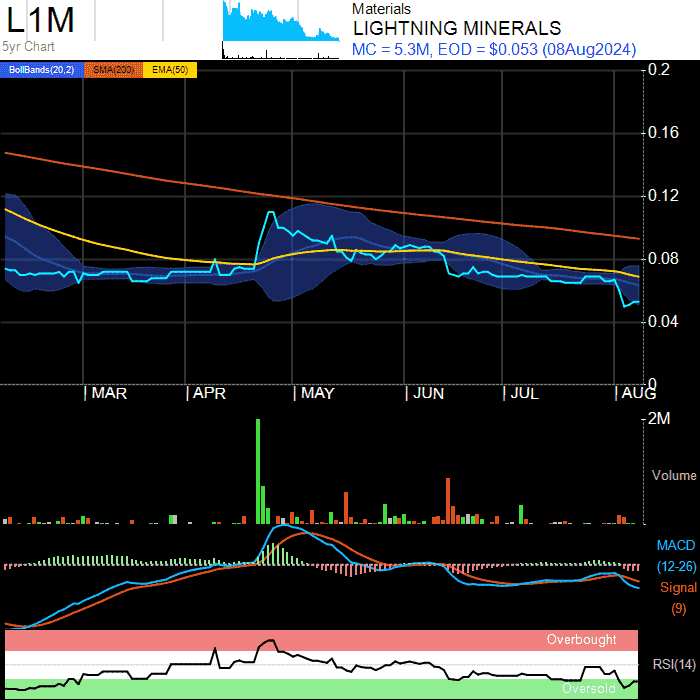 L1M
5yr Chart
Materials
LIGHTNING MINERALS
MC = 5.3M, EOD = $0.053 (08Aug2024)
BollBands(20,2) SMA(200) EMA(50)
0.2
0.16
0.12
0.08
0.04
0
MAR APR MAY JUN JUL AUG
2M
Volume
MACD
(12-26)
Signal
(9)
Overbought
RSI(14)
Oversold